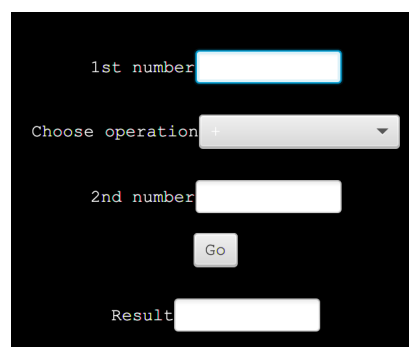 1st number
Choose operation +
2nd number
Go
Result